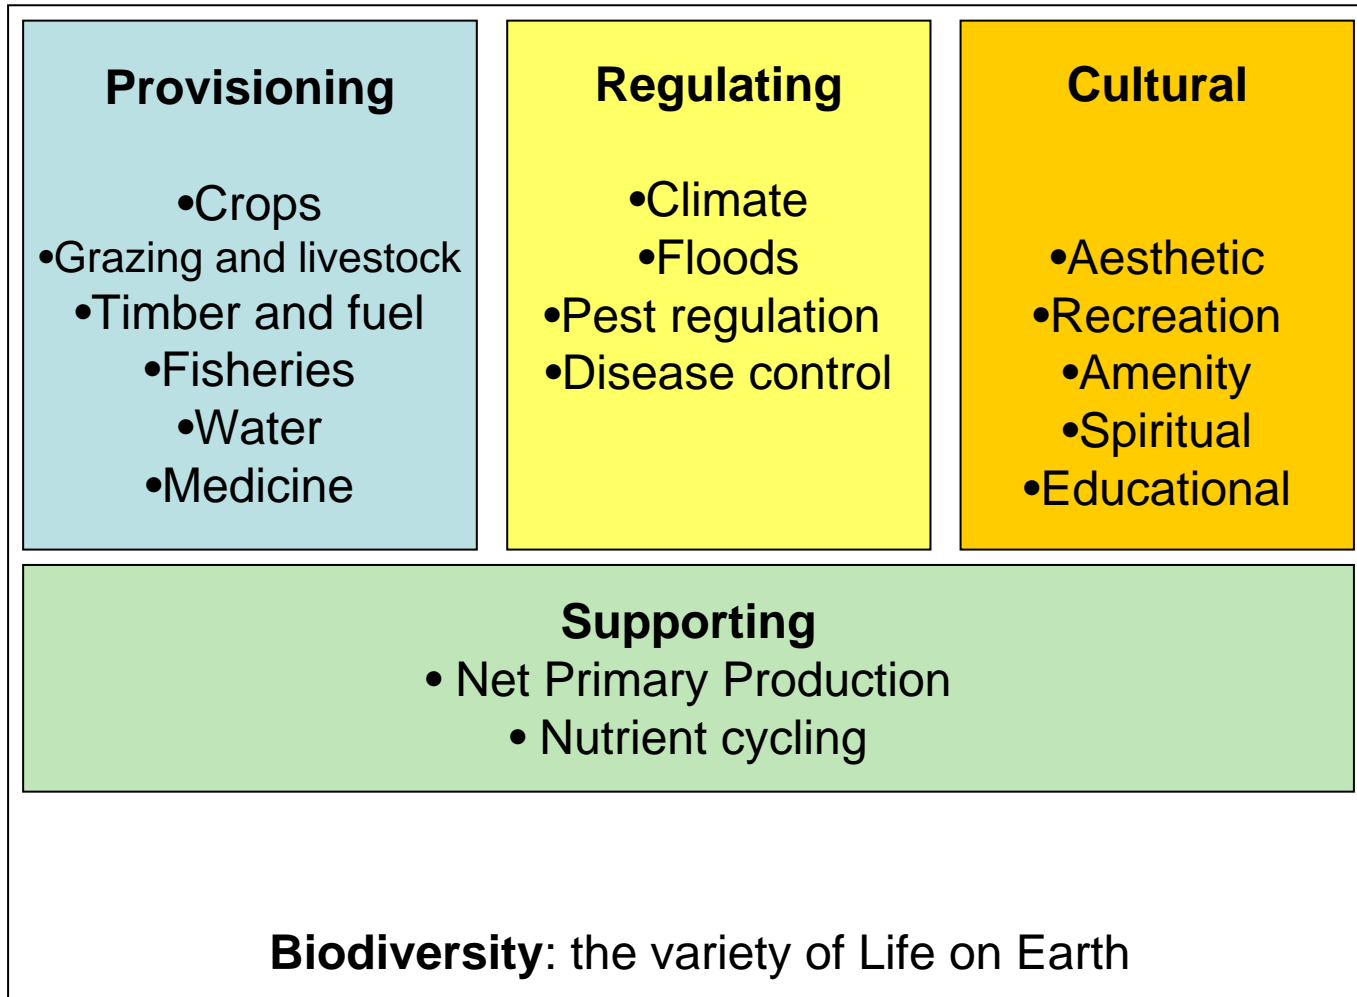 Provisioning
•Crops
•Grazing and livestock
•Timber and fuel
•Fisheries
•Water
•Medicine
Regulating
•Climate
•Floods
•Pest regulation
•Disease control
Cultural
•Aesthetic
•Recreation
•Amenity
•Spiritual
•Educational
Supporting
• Net Primary Production
• Nutrient cycling
Biodiversity: the variety of Life on Earth